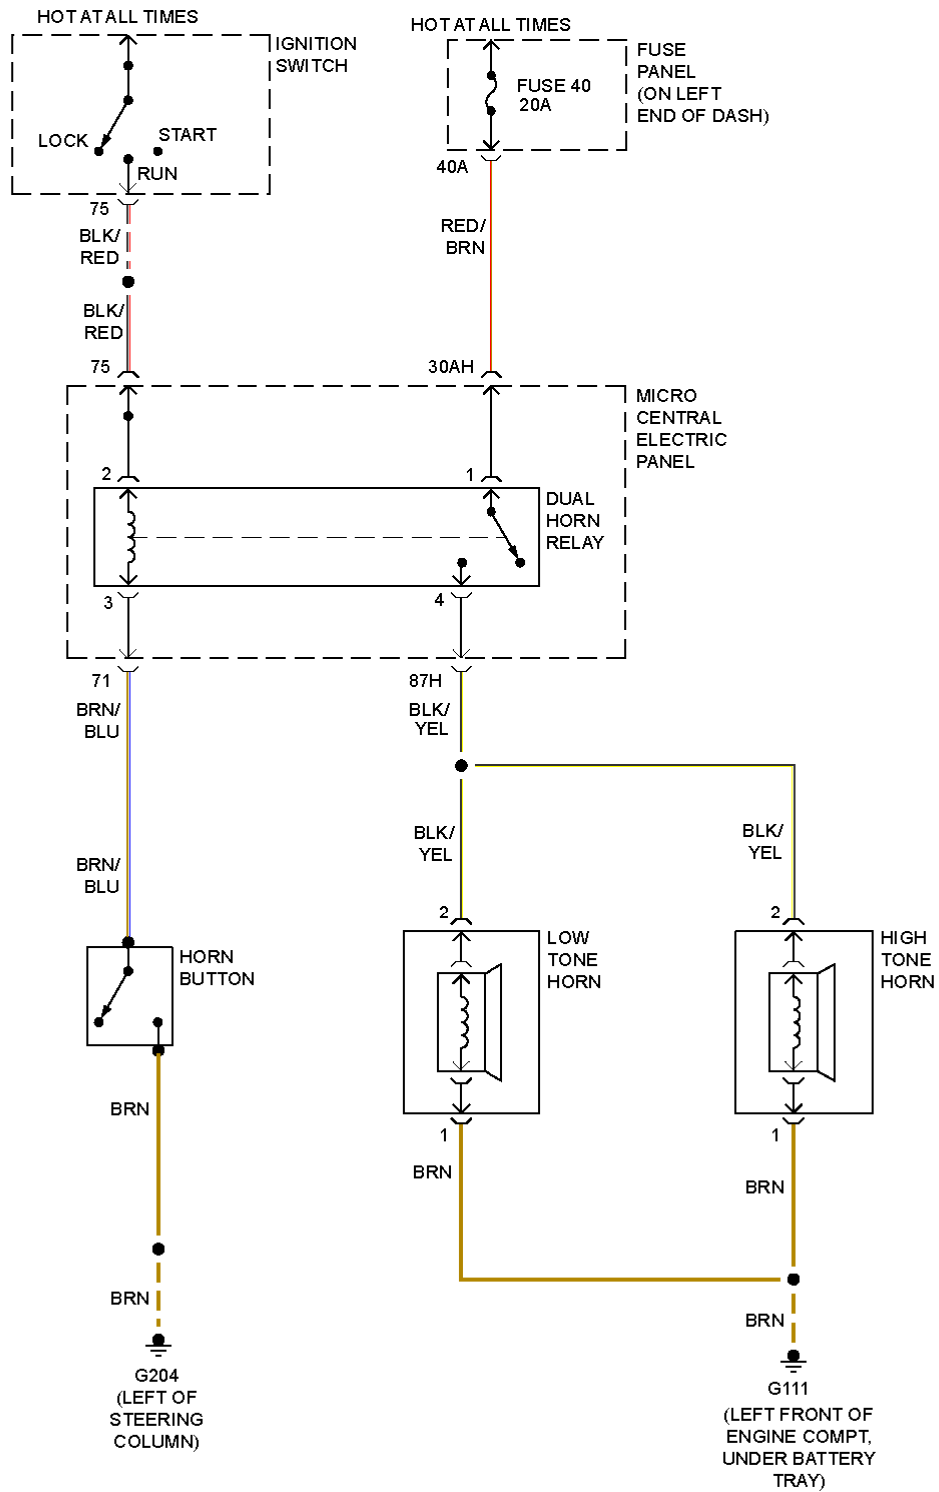 HOT AT ALL TIMES
HOT AT ALL TIMES
IGNITION
SWITCH
FUSE
PANEL
(ON LEFT
END OF DASH)
FUSE 40
20A
LOCK
START
RUN
40A
75
BLK/
RED
RED/
BRN
BLK/
RED
75
30AH
MICRO
CENTRAL
ELECTRIC
PANEL
2
1
DUAL
HORN
RELAY
3
4
71
87H
BRN/
BLU
BLK/
YEL
BLK/
YEL
BLK/
YEL
BRN/
BLU
2
2
HORN
BUTTON
LOW
TONE
HORN
HIGH
TONE
HORN
BRN
1
1
BRN
BRN
BRN
BRN
G204
(LEFT OF
STEERING
COLUMN)
G111
(LEFT FRONT OF
ENGINE COMPT,
UNDER BATTERY
TRAY)